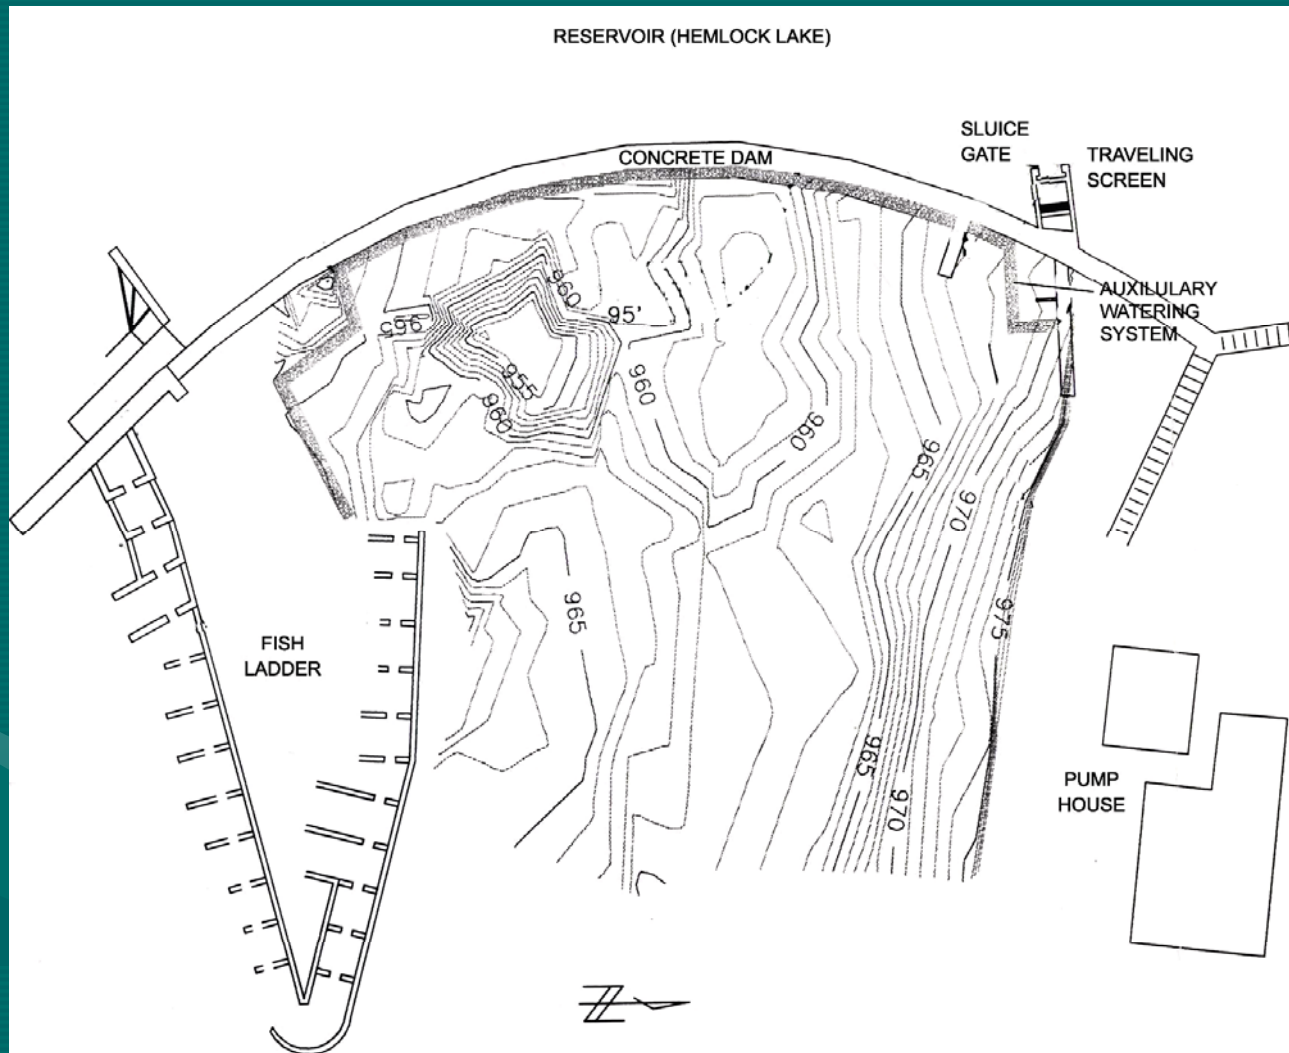 RESERVOIR (HEMLOCK LAKE)
SLUICE
GATE
TRAVELING
SCREEN
CONCRETE DAM
AUXILULARY
WATERING
SYSTEM
960
95'
965
955
960
960
960
965
970
965
975
FISH
LADDER
965
970
PUMP
HOUSE
N